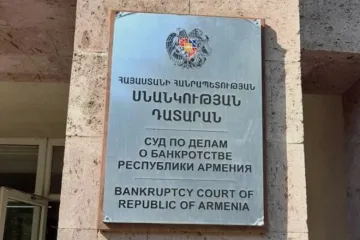 ՀԱՅԱՍՏԱՆԻ ՀԱՆՐԱՊԵՏՈՒԹՅԱՆ
ՍՆԱՆԿՈՒԹՅԱՆ
ԴԱՏԱՐԱՆ
СУД ПО ДЕЛАМ
О БАНКРОТСТВЕ
РЕСПУБЛИКИ АРМЕНИЯ
BANKRUPTCY COURT OF
REPUBLIC OF ARMENIA